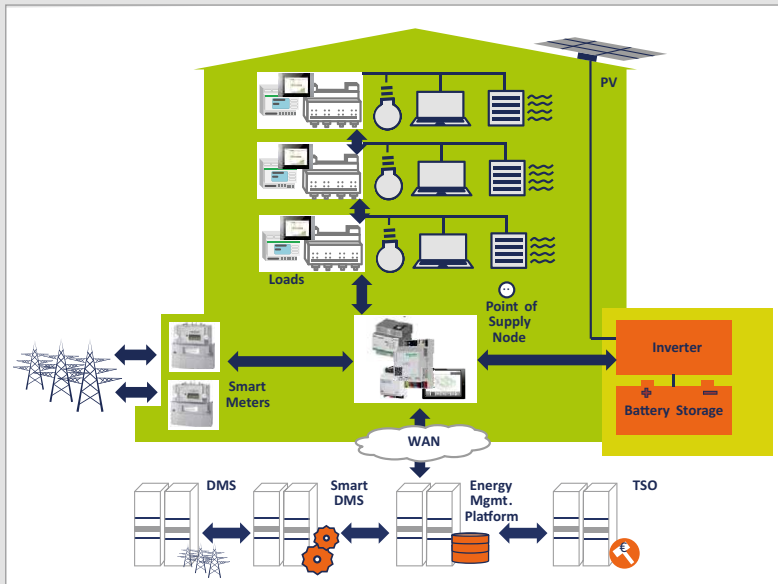 PV
Loads
Point of
Supply
Node
Smart
Meters
Inverter
+
−
Battery Storage
WAN
DMS
Smart
DMS
Energy
Mgmt.
Platform
TSO
€